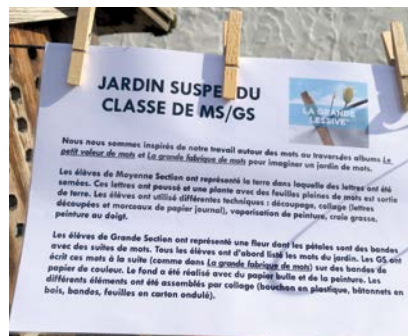 JARDIN SUSPENDU
CLASSE DE MS/GS
LA GRANDE
LESSIVE
Nous nous sommes inspirés de notre travail autour des mots au travers des albums Le
petit voleur de mots et La grande fabrique de mots pour imaginer un jardin de mots.
Les élèves de Moyenne Section ont représenté la terre dans laquelle des lettres ont été
semées. Ces lettres ont poussé et une plante avec des feuilles pleines de mots est sortie
de terre. Les élèves ont utilisé différentes techniques : découpage, collage (lettres
découpées et morceaux de papier journal), vaporisation de peinture, craie grasse,
peinture au doigt.
Les élèves de Grande Section ont représenté une fleur dont les pétales sont des bandes
avec des suites de mots. Tous les élèves ont d'abord listé les mots du jardin. Les GS ont
écrit ces mots à la suite (comme dans La grande fabrique de mots) sur des bandes de
papier de couleur. Le fond a été réalisé avec du papier bulle et de la peinture. Les
différents éléments ont été assemblés par collage (bouchon en plastique, bâtonnets en
bois, bandes, feuilles en carton ondulé).